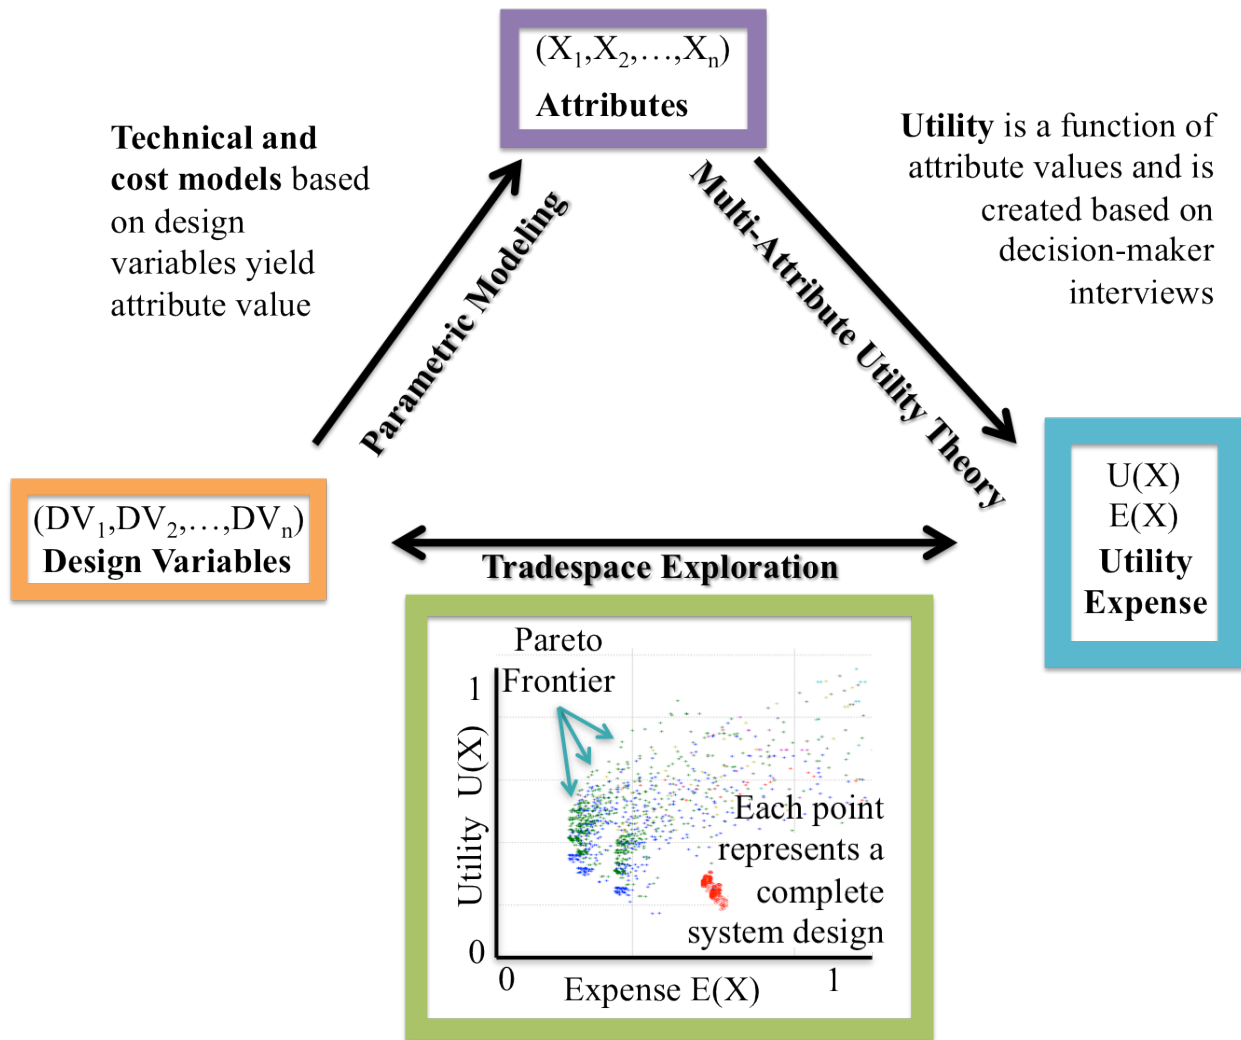 (X₁,X₂,…,Xₙ)
Attributes
Technical and
cost models based
on design
variables yield
attribute value
Utility is a function of
attribute values and is
created based on
decision-maker
interviews
Parametric Modeling
Multi-Attribute Utility Theory
(DV₁,DV₂,…,DVₙ)
Design Variables
U(X)
E(X)
Utility
Expense
Tradespace Exploration
Pareto
Frontier
1
Utility U(X)
0
Each point
represents a
complete
system design
0
1
Expense E(X)